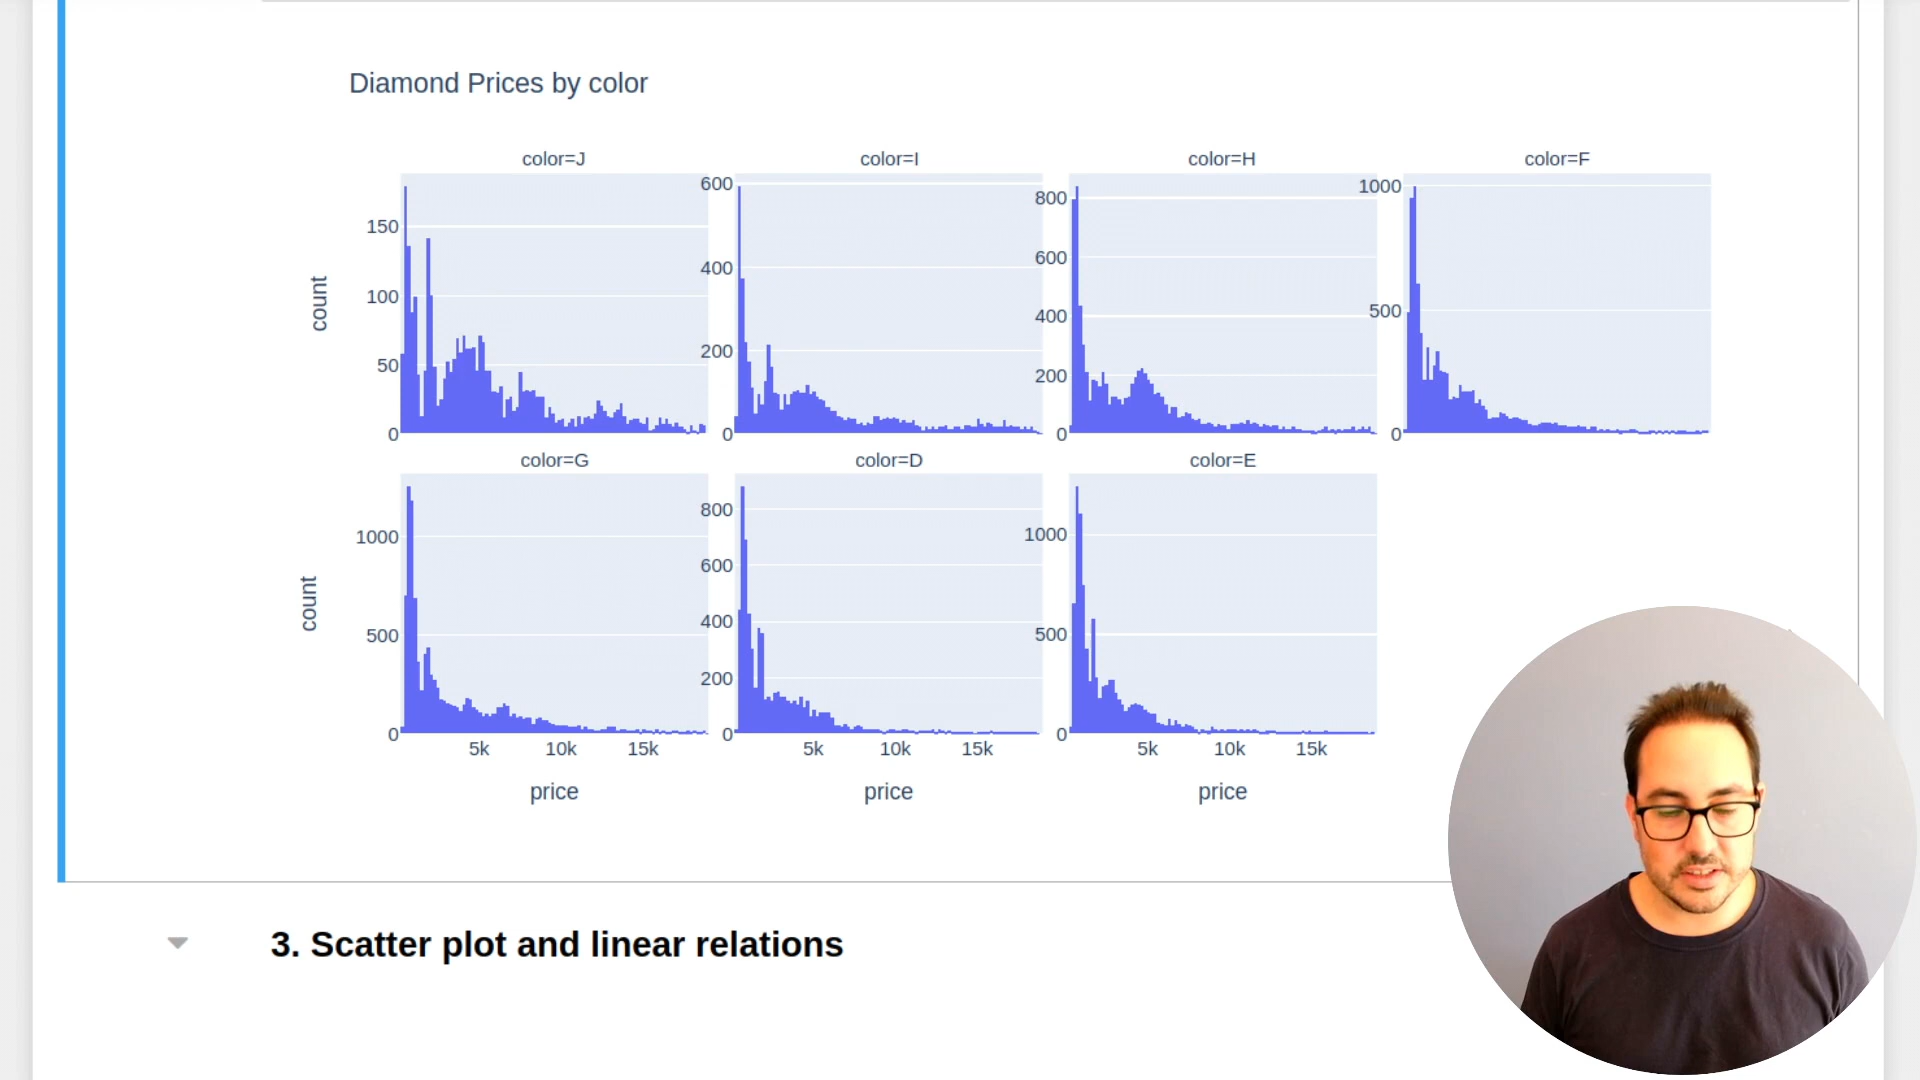 Diamond Prices by color
color=J
color=I
color=H
color=F
count
150
100
50
0
600
400
200
0
800
600
400
200
0
1000
500
0
color=G
color=D
color=E
count
1000
500
0
800
600
400
200
0
1000
500
0
5k 10k 15k
5k 10k 15k
5k 10k 15k
price
price
price
3. Scatter plot and linear relations